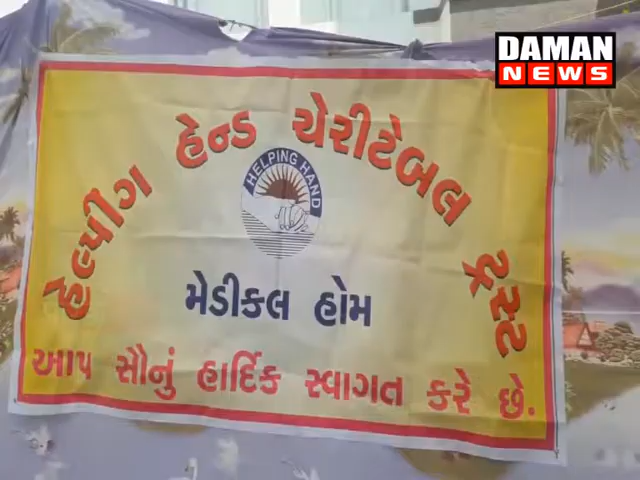 DAMAN
NEWS
હેલ્પીંગ હેન્ડ ચેરીટેબલ ટ્રસ્ટ
HELPING HAND
મેડીકલ હોમ
આપ સૌનું હાર્દિક સ્વાગત કરે છે.